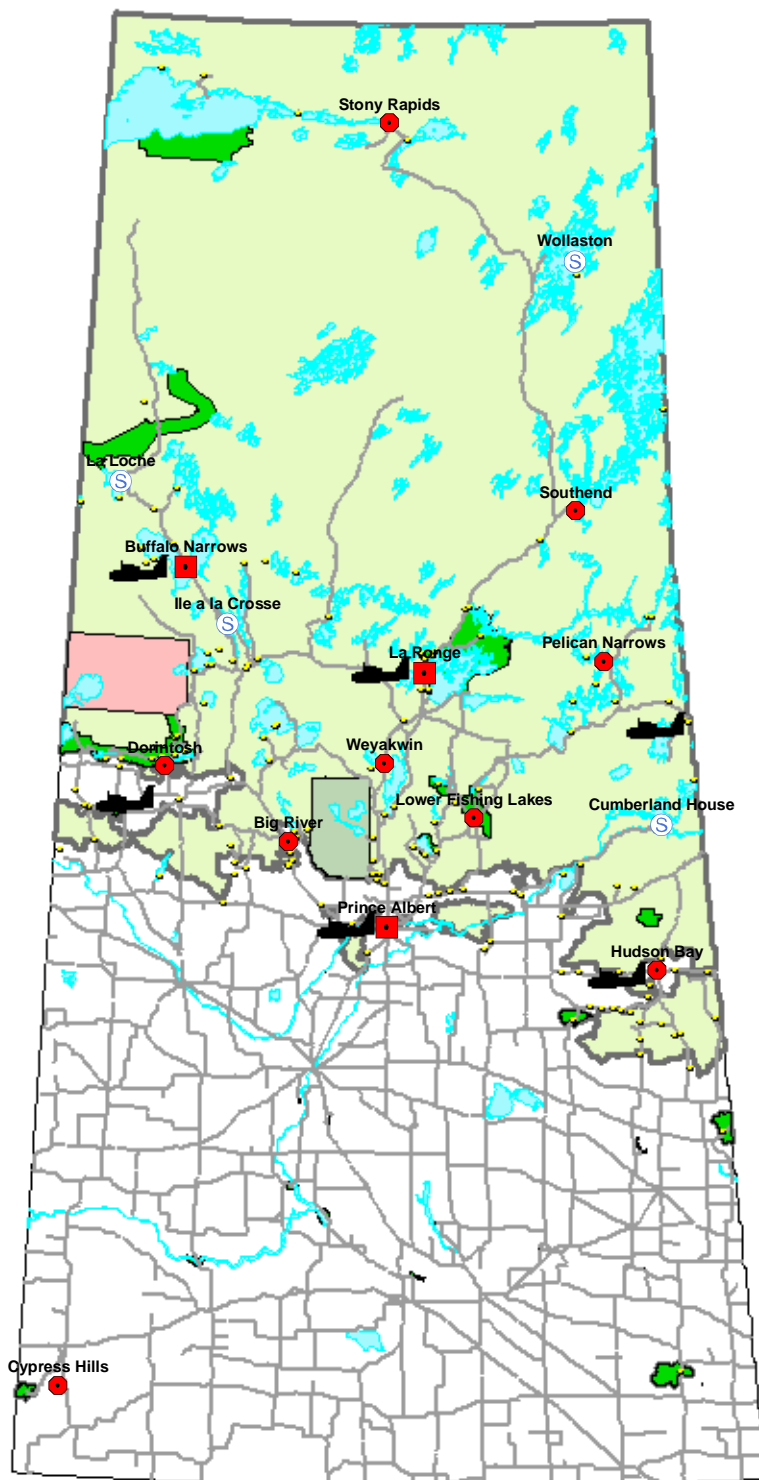 Stony Rapids
Wollaston
S
La Loche
S
Southend
Buffalo Narrows
Ile a la Crosse
S
Pelican Narrows
La Ronge
Dorintosh
Weyakwin
Lower Fishing Lakes
Cumberland House
S
Big River
Prince Albert
Hudson Bay
Cypress Hills